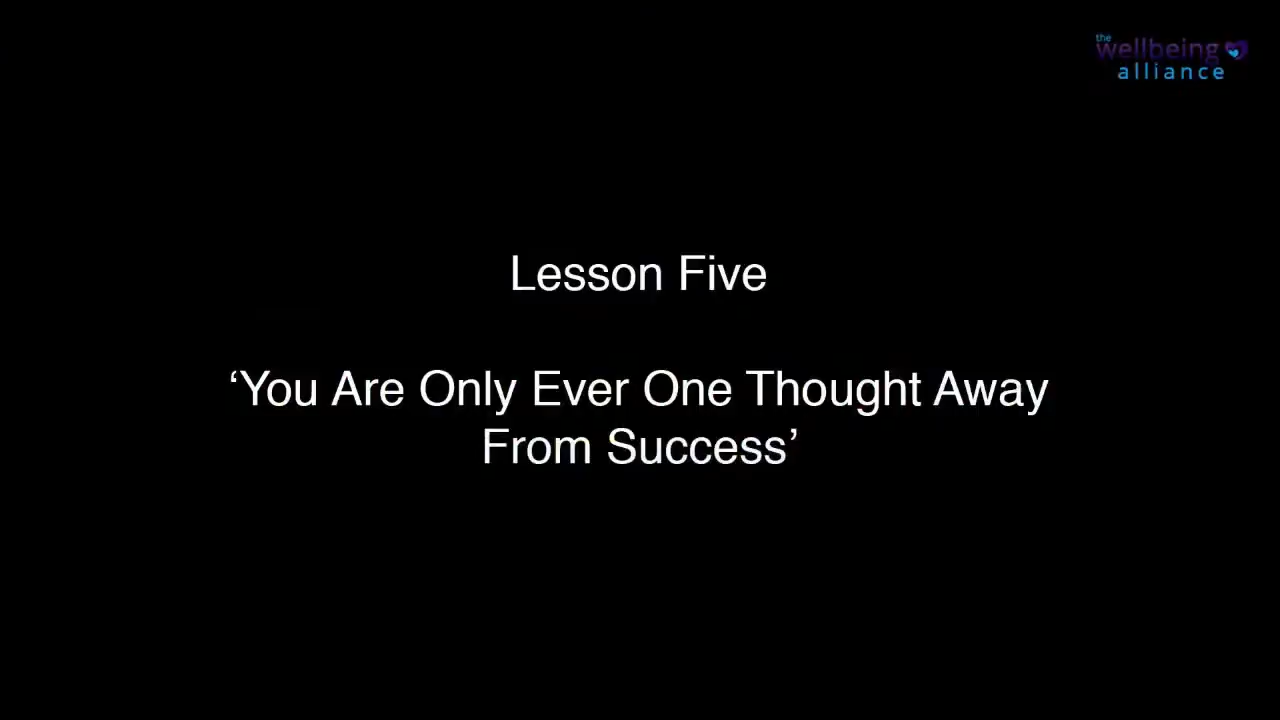 the
wellbeing
alliance
Lesson Five
‘You Are Only Ever One Thought Away
From Success’